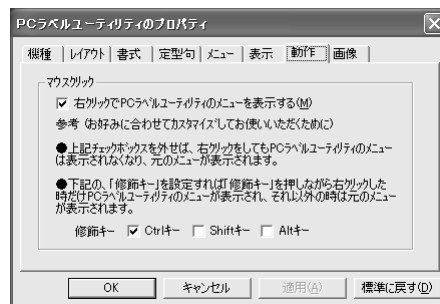 PCラベルユーティリティのプロパティ
機種 レイアウト 書式 定型句 メニュー 表示 動作 画像
マウスクリック
右クリックでPCラベルユーティリティのメニューを表示する(M)
参考 (お好みに合わせてカスタマイズしてお使いいただくために)
●上記チェックボックスを外せば、右クリックをしてもPCラベルユーティリティのメニュー
は表示されなくなり、元のメニューが表示されます。
●下記の、「修飾キー」を設定すれば「修飾キー」を押しながら右クリックした
時だけPCラベルユーティリティのメニューが表示され、それ以外の時は元のメニュー
が表示されます。
修飾キー Ctrlキー Shiftキー Altキー
OK キャンセル 適用(A) 標準に戻す(D)